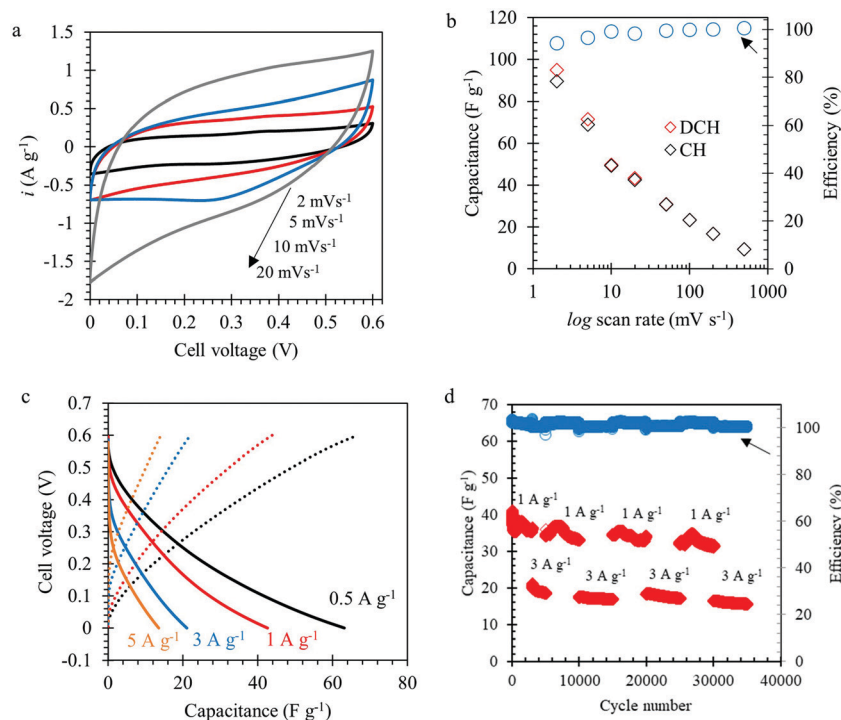 a
1.5
1
0.5
0
-0.5
-1
-1.5
-2
i (A g-1)
2 mVs-1
5 mVs-1
10 mVs-1
20 mVs-1
0 0.1 0.2 0.3 0.4 0.5 0.6
Cell voltage (V)
b
120
100
80
60
40
20
0
Capacitance (F g-1)
DCH
CH
100
80
60
40
20
0
Efficiency (%)
1 10 100 1000
log scan rate (mV s-1)
c
0.7
0.6
0.5
0.4
0.3
0.2
0.1
0
-0.1
Cell voltage (V)
0.5 A g-1
5 A g-1 3 A g-1 1 A g-1
0 20 40 60 80
Capacitance (F g-1)
d
70
60
50
40
30
20
10
0
Capacitance (F g-1)
1 A g-1 1 A g-1 1 A g-1 1 A g-1
3 A g-1 3 A g-1 3 A g-1 3 A g-1
100
80
60
40
20
0
Efficiency (%)
0 10000 20000 30000 40000
Cycle number